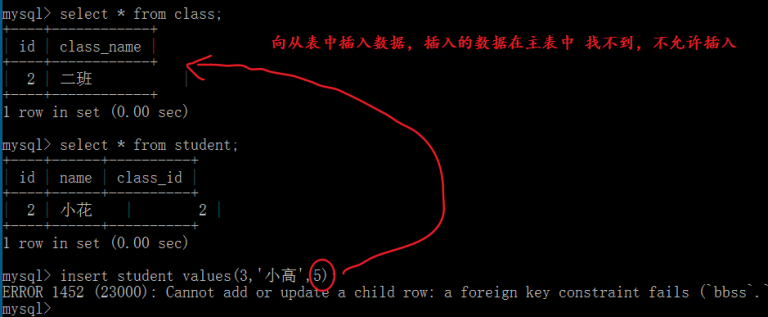 mysql> select * from class;
+----+------------+
| id | class_name |
+----+------------+
| 2 | 二班 |
+----+------------+
1 row in set (0.00 sec)
向从表中插入数据，插入的数据在主表中 找不到，不允许插入
mysql> select * from student;
+----+------+----------+
| id | name | class_id |
+----+------+----------+
| 2 | 小花 | 2 |
+----+------+----------+
1 row in set (0.00 sec)
mysql> insert student values(3,'小高',5)
ERROR 1452 (23000): Cannot add or update a child row: a foreign key constraint fails (`bbss`.`
mysql>